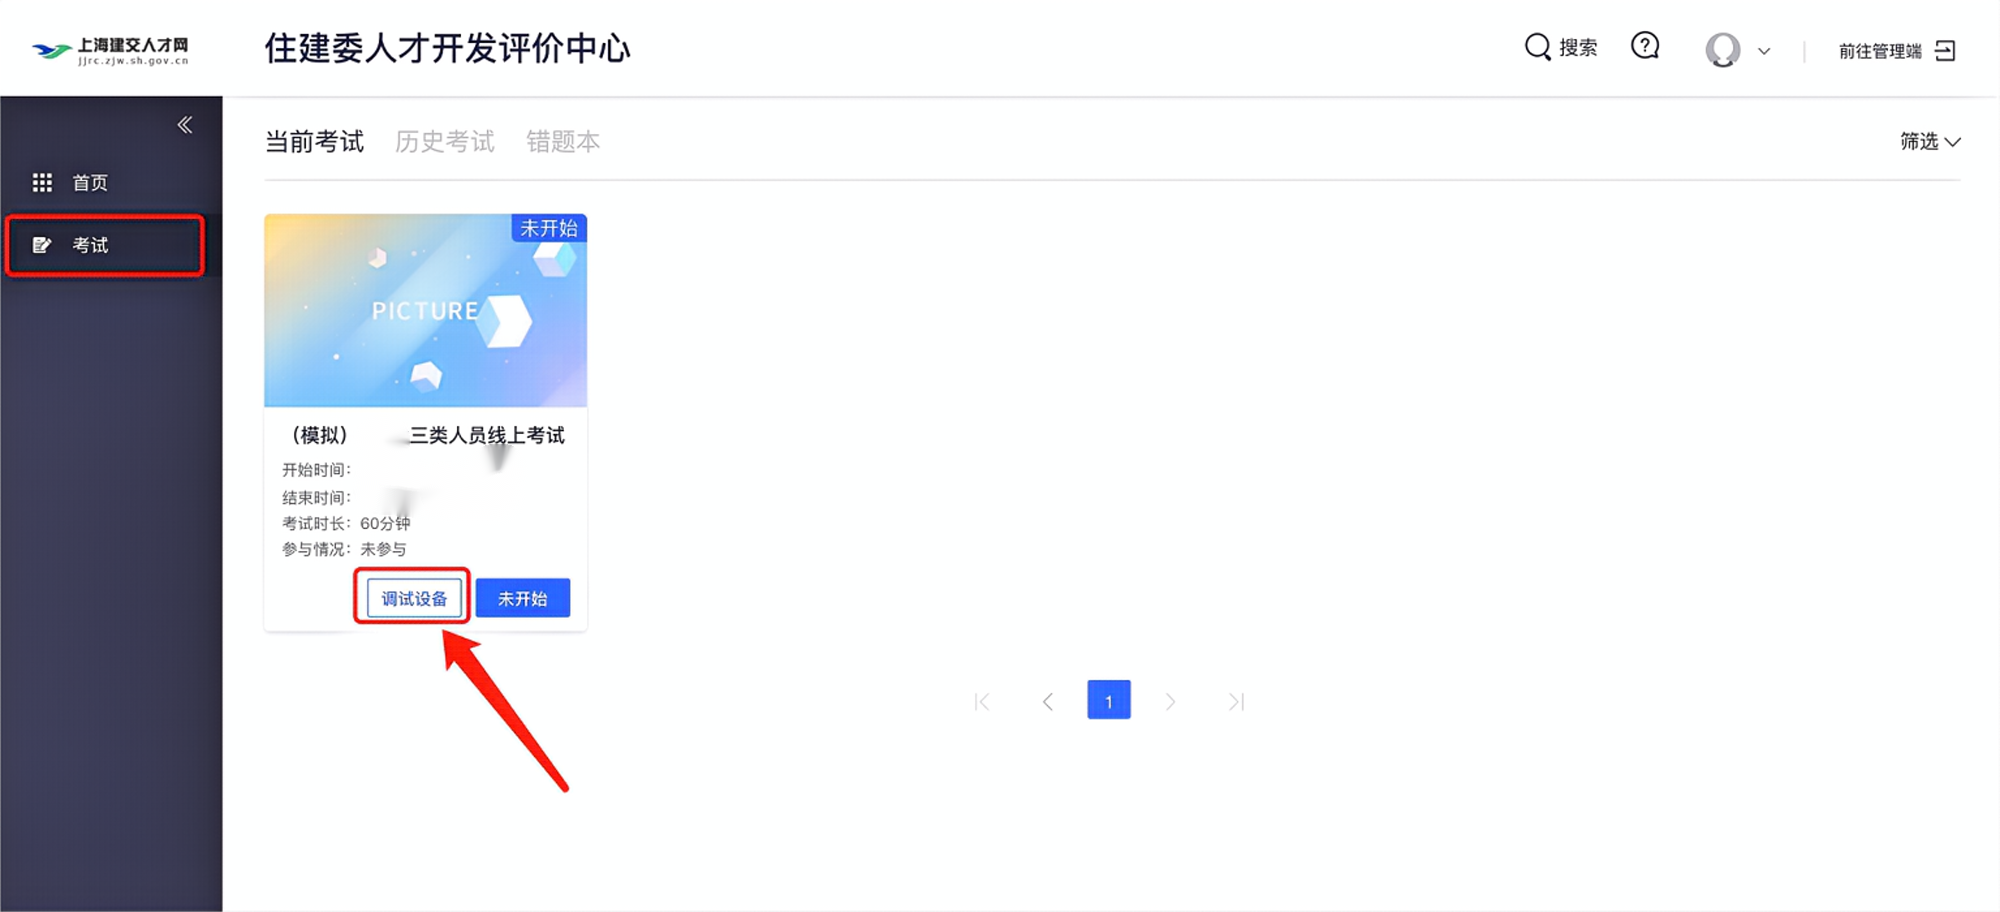 上海建交人才网
jjrc.zjw.sh.gov.cn
住建委人才开发评价中心
搜索
前往管理端
首页
考试
当前考试 历史考试 错题本
筛选
未开始
PICTURE
（模拟） 三类人员线上考试
开始时间：
结束时间：
考试时长：60分钟
参与情况：未参与
调试设备 未开始
1